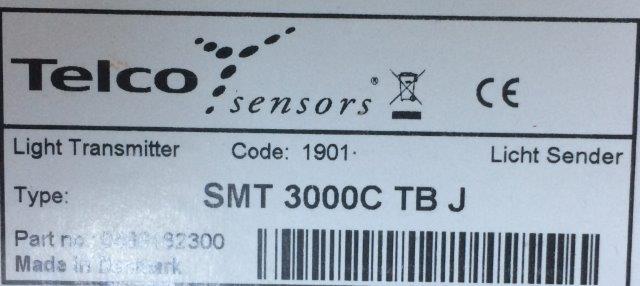 Telco sensors ® CE
Light Transmitter Code: 1901 Licht Sender
Type: SMT 3000C TB J
Part no.
Made in Denmark